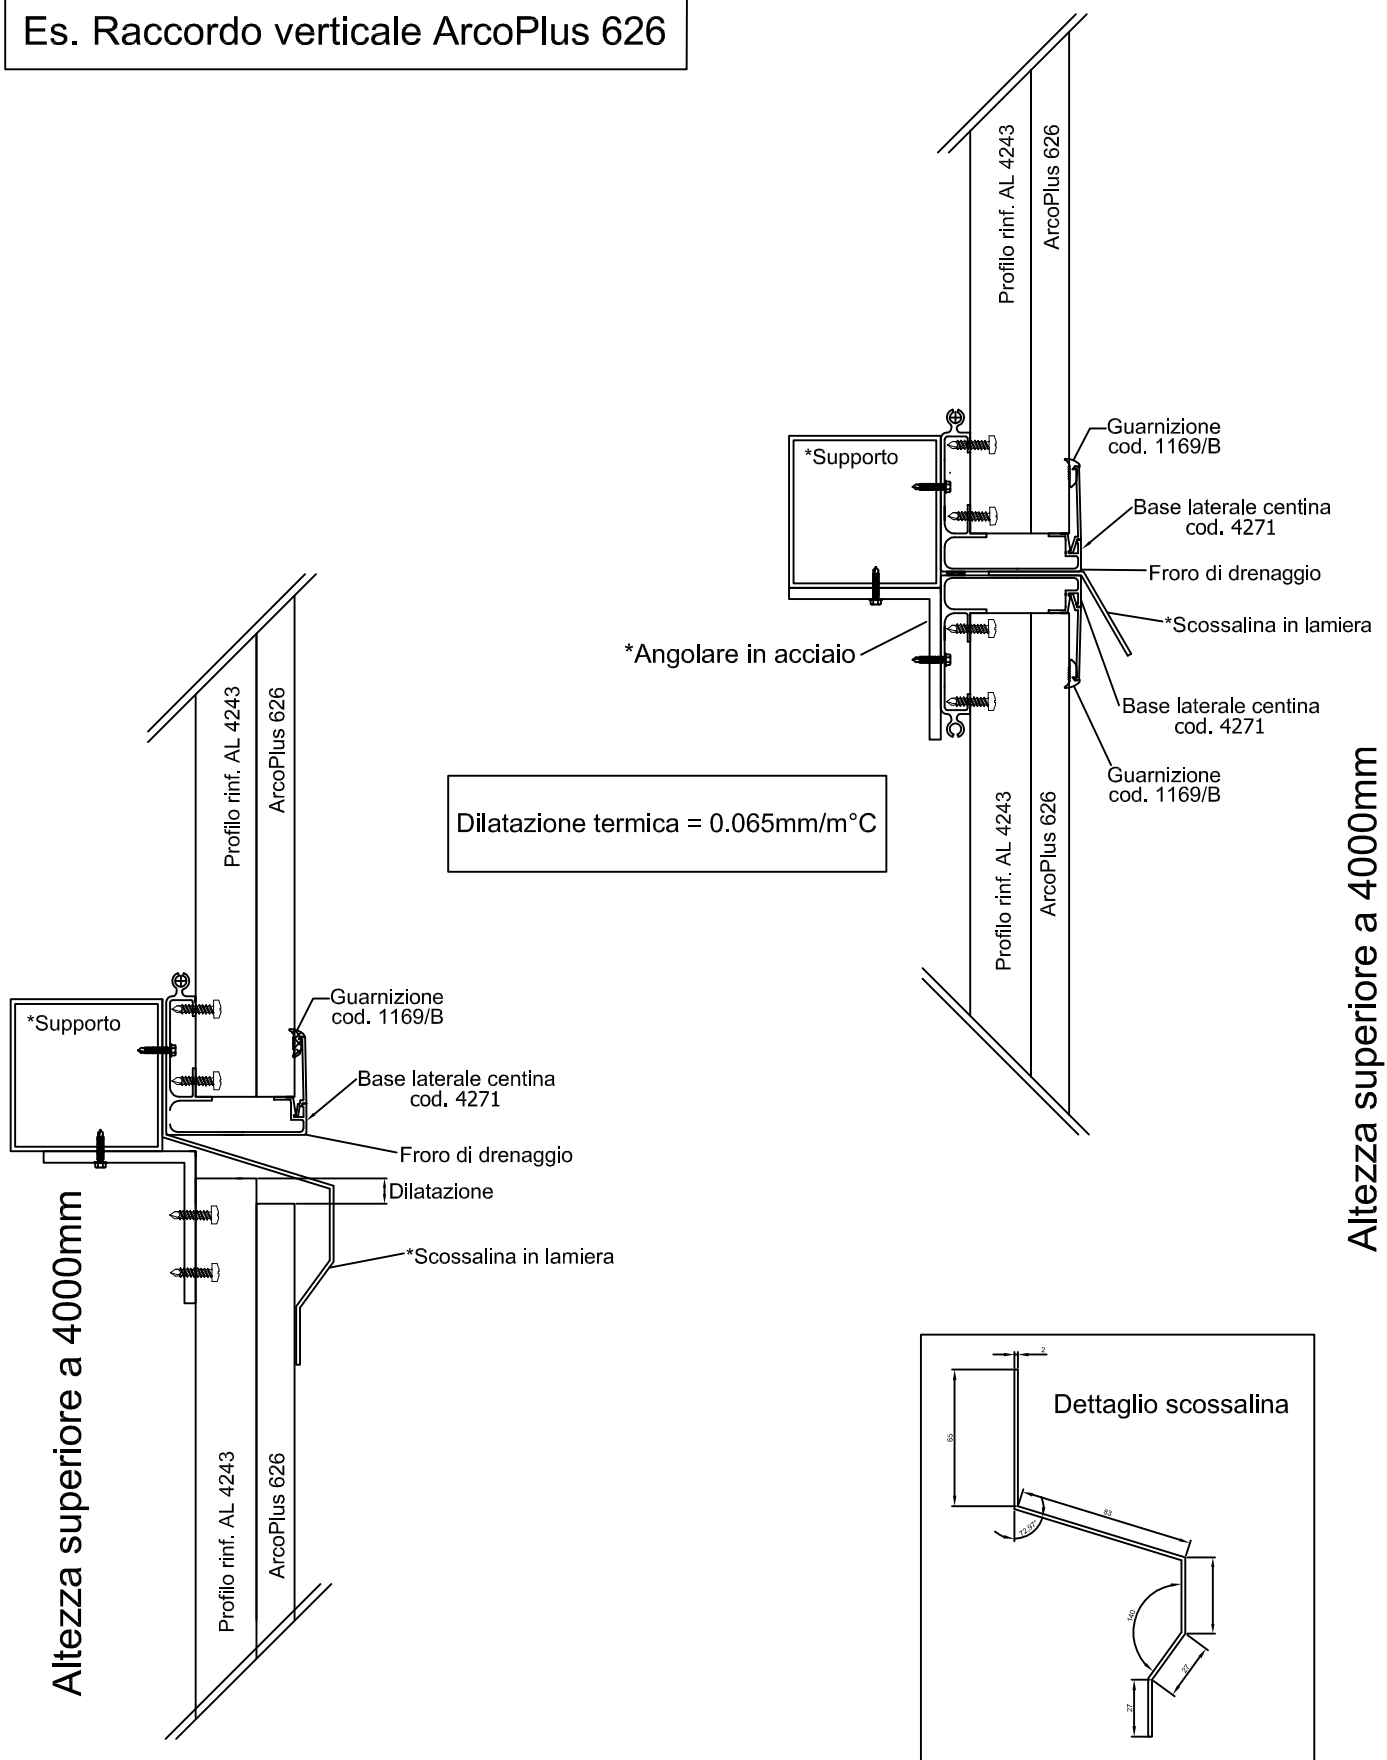 Es. Raccordo verticale ArcoPlus 626
Profilo rinf. AL 4243
ArcoPlus 626
*Supporto
Guarnizione
cod. 1169/B
Base laterale centina
cod. 4271
Froro di drenaggio
*Scossalina in lamiera
*Angolare in acciaio
Base laterale centina
cod. 4271
Guarnizione
cod. 1169/B
Profilo rinf. AL 4243
ArcoPlus 626
Altezza superiore a 4000mm
Dilatazione termica = 0.065mm/m°C
Profilo rinf. AL 4243
ArcoPlus 626
*Supporto
Guarnizione
cod. 1169/B
Base laterale centina
cod. 4271
Froro di drenaggio
Dilatazione
*Scossalina in lamiera
Profilo rinf. AL 4243
ArcoPlus 626
Altezza superiore a 4000mm
Dettaglio scossalina
2
65
83
72.97°
140
27
27